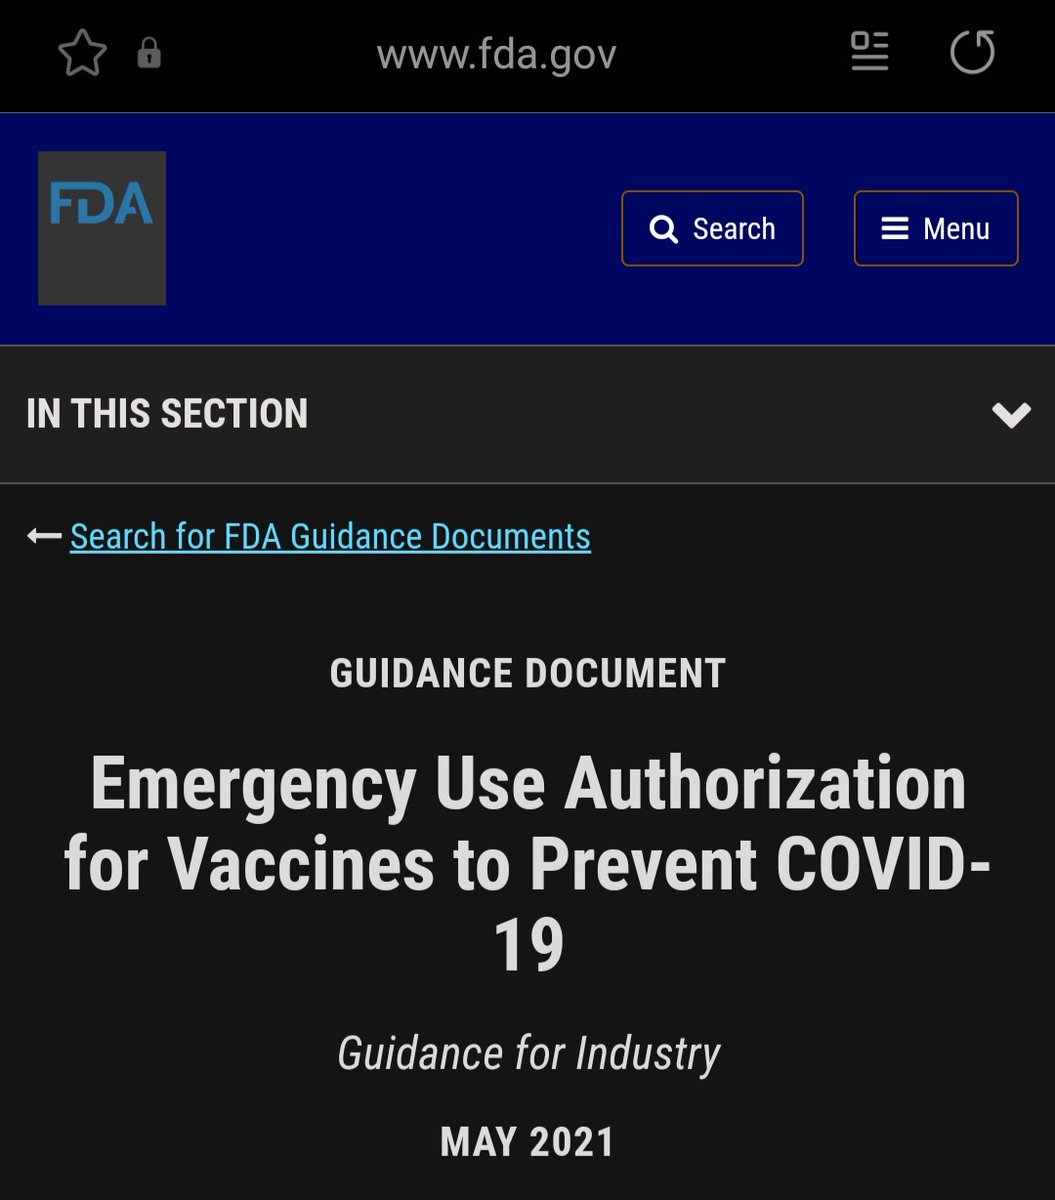 www.fda.gov
FDA
Search
Menu
IN THIS SECTION
Search for FDA Guidance Documents
GUIDANCE DOCUMENT
Emergency Use Authorization
for Vaccines to Prevent COVID-
19
Guidance for Industry
MAY 2021